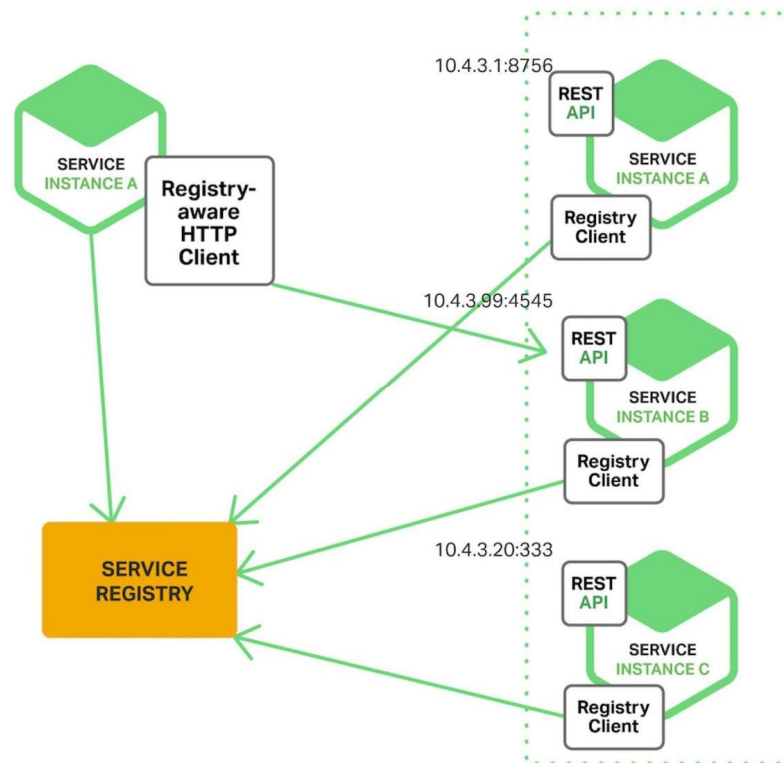 10.4.3.1:8756
REST
API
SERVICE
INSTANCE A
Registry
Client
SERVICE
INSTANCE A
Registry-
aware
HTTP
Client
10.4.3.99:4545
REST
API
SERVICE
INSTANCE B
Registry
Client
SERVICE
REGISTRY
10.4.3.20:333
REST
API
SERVICE
INSTANCE C
Registry
Client